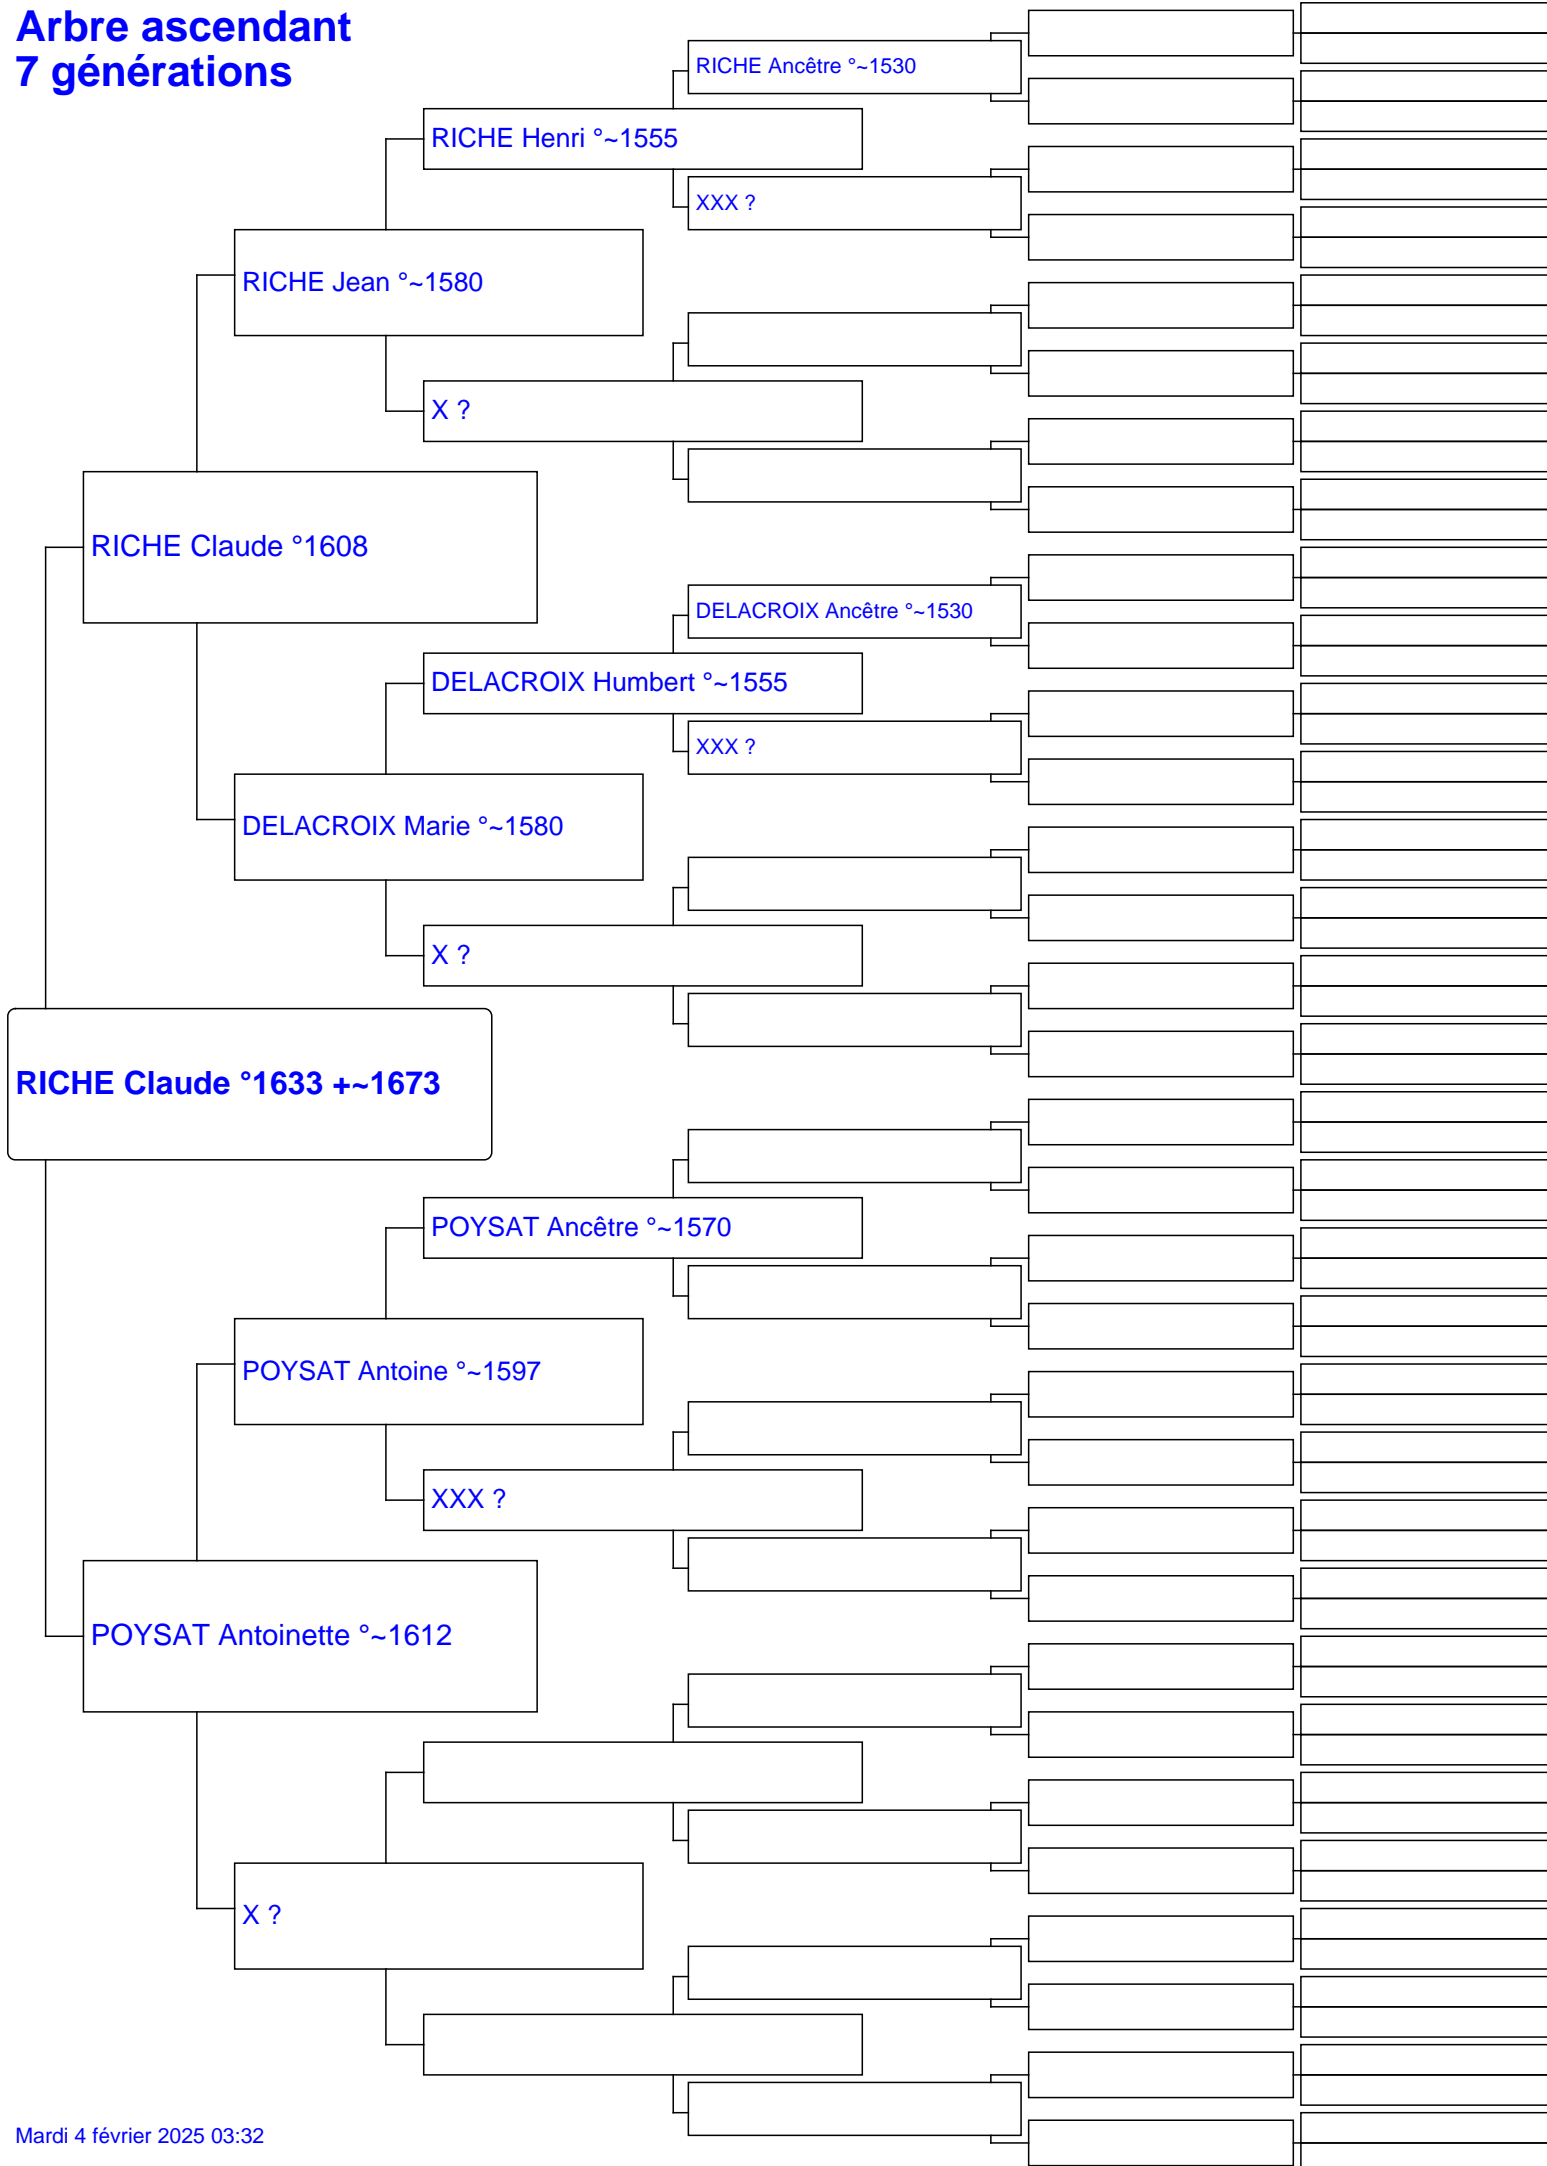 Arbre ascendant
7 générations
RICHE Ancêtre °~1530
RICHE Henri °~1555
XXX ?
RICHE Jean °~1580
X ?
RICHE Claude °1608
DELACROIX Ancêtre °~1530
DELACROIX Humbert °~1555
XXX ?
DELACROIX Marie °~1580
X ?
RICHE Claude °1633 +~1673
POYSAT Ancêtre °~1570
POYSAT Antoine °~1597
XXX ?
POYSAT Antoinette °~1612
X ?
Mardi 4 février 2025 03:32